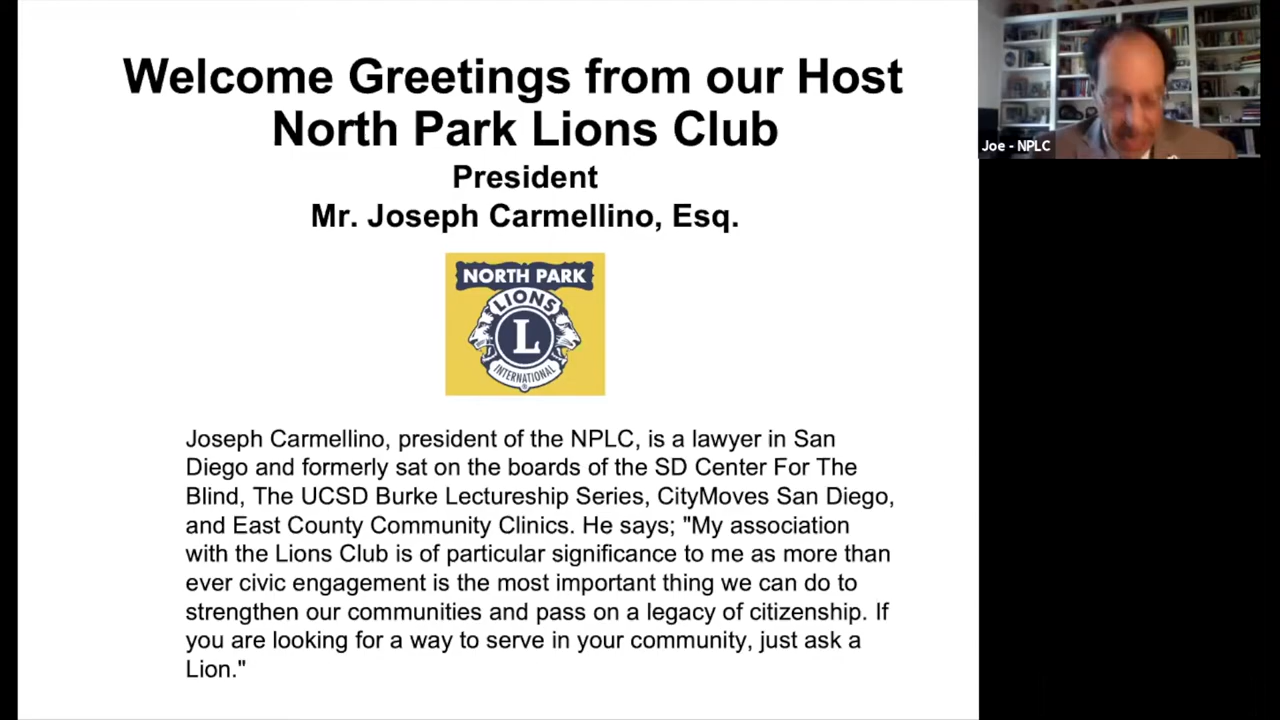 Welcome Greetings from our Host
North Park Lions Club
President
Mr. Joseph Carmellino, Esq.
NORTH PARK
LIONS
L
INTERNATIONAL
®
Joseph Carmellino, president of the NPLC, is a lawyer in San
Diego and formerly sat on the boards of the SD Center For The
Blind, The UCSD Burke Lectureship Series, CityMoves San Diego,
and East County Community Clinics. He says; "My association
with the Lions Club is of particular significance to me as more than
ever civic engagement is the most important thing we can do to
strengthen our communities and pass on a legacy of citizenship. If
you are looking for a way to serve in your community, just ask a
Lion."
Joe - NPLC